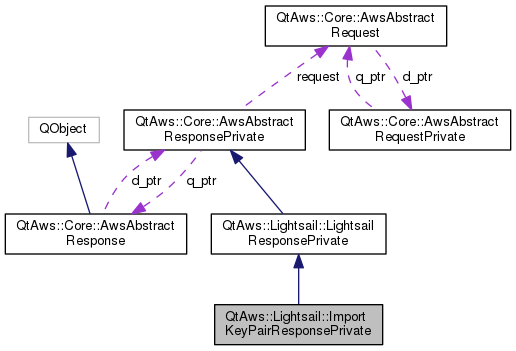 QtAws::Core::AwsAbstract
Request
request
q_ptr
d_ptr
QObject
QtAws::Core::AwsAbstract
ResponsePrivate
QtAws::Core::AwsAbstract
RequestPrivate
d_ptr
q_ptr
QtAws::Core::AwsAbstract
Response
QtAws::Lightsail::Lightsail
ResponsePrivate
QtAws::Lightsail::Import
KeyPairResponsePrivate